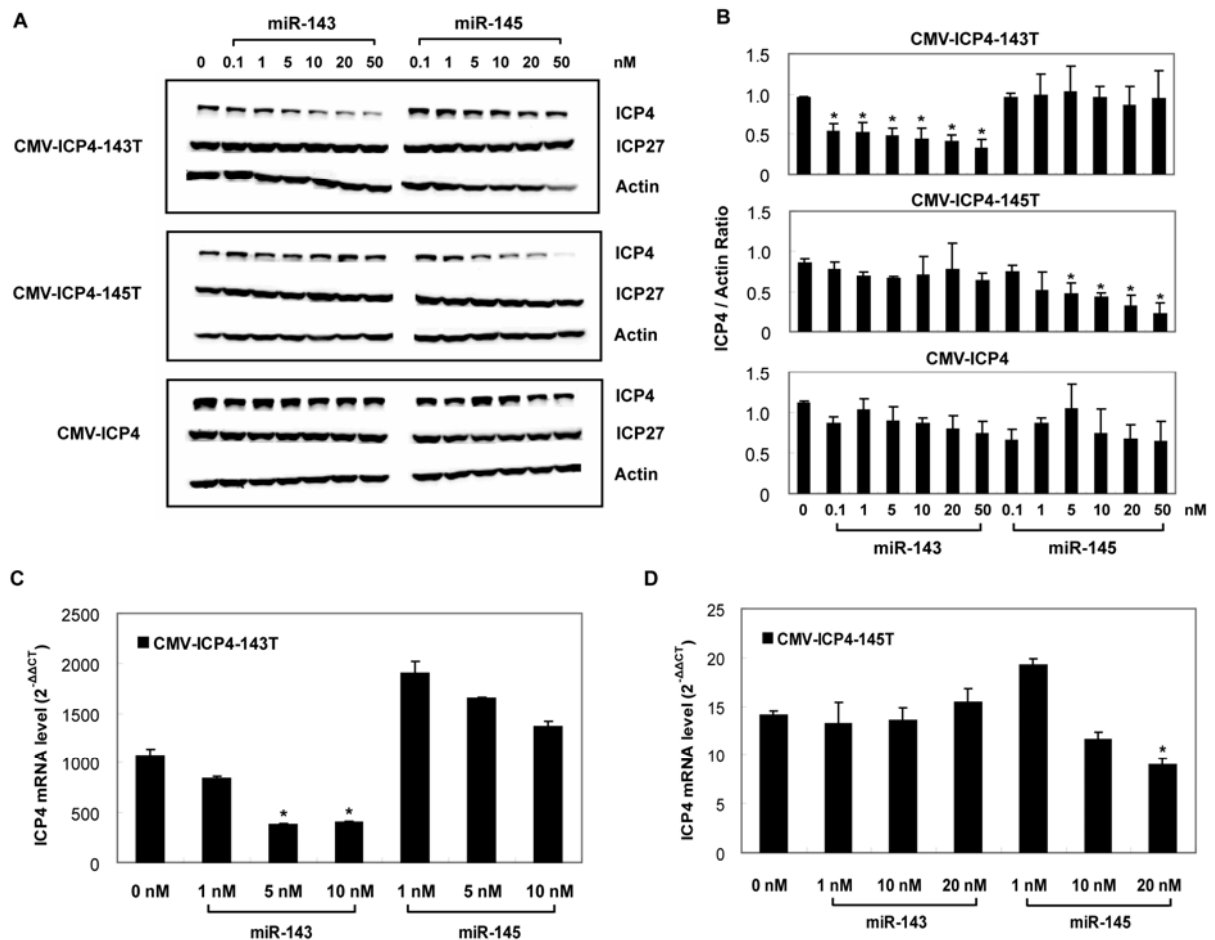 A
miR-143 miR-145
0 0.1 1 5 10 20 50 0.1 1 5 10 20 50 nM
CMV-ICP4-143T
ICP4
ICP27
Actin
CMV-ICP4-145T
ICP4
ICP27
Actin
CMV-ICP4
ICP4
ICP27
Actin
B
ICP4 / Actin Ratio
CMV-ICP4-143T
1.5
1.0
0.5
0
* * * * * *
CMV-ICP4-145T
1.5
1.0
0.5
0
* * * *
CMV-ICP4
1.5
1.0
0.5
0
0 0.1 1 5 10 20 50 0.1 1 5 10 20 50 nM
miR-143 miR-145
C
ICP4 mRNA level (2^-ΔΔCT)
2500
2000
1500
1000
500
0
CMV-ICP4-143T
* *
0 nM 1 nM 5 nM 10 nM 1 nM 5 nM 10 nM
miR-143 miR-145
D
ICP4 mRNA level (2^-ΔΔCT)
25
20
15
10
5
0
CMV-ICP4-145T
*
0 nM 1 nM 10 nM 20 nM 1 nM 10 nM 20 nM
miR-143 miR-145